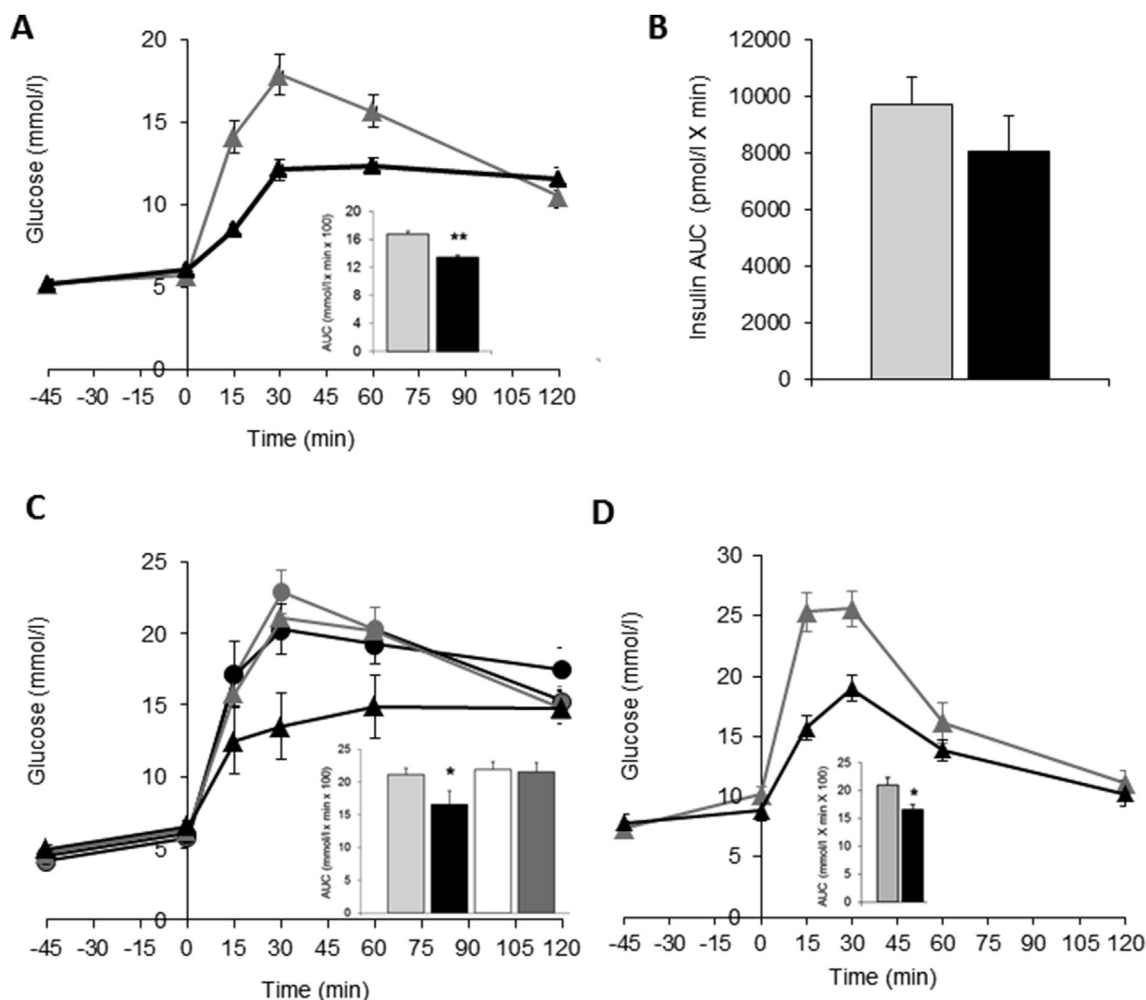 A
Glucose (mmol/l)
20
15
10
5
0
-45 -30 -15 0 15 30 45 60 75 90 105 120
Time (min)
AUC (mmol/lx min x 100)
20
16
12
8
4
0
**
B
Insulin AUC (pmol/l X min)
12000
10000
8000
6000
4000
2000
0
C
Glucose (mmol/l)
25
20
15
10
5
0
-45 -30 -15 0 15 30 45 60 75 90 105 120
Time (min)
AUC (mmol/lx min x 100)
25
20
15
10
5
0
*
D
Glucose (mmol/l)
30
25
20
15
10
5
0
-45 -30 -15 0 15 30 45 60 75 90 105 120
Time (min)
AUC (mmol/l X min X 100)
25
20
15
10
5
0
*